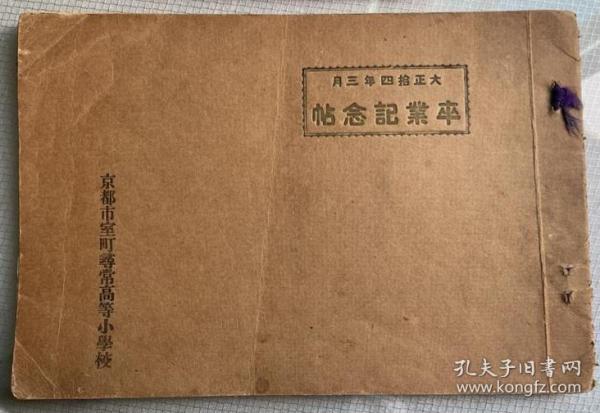 大正拾四年三月
卒業記念帖
京都市室町尋常高等小學校
孔夫子旧书网
www.kongfz.com